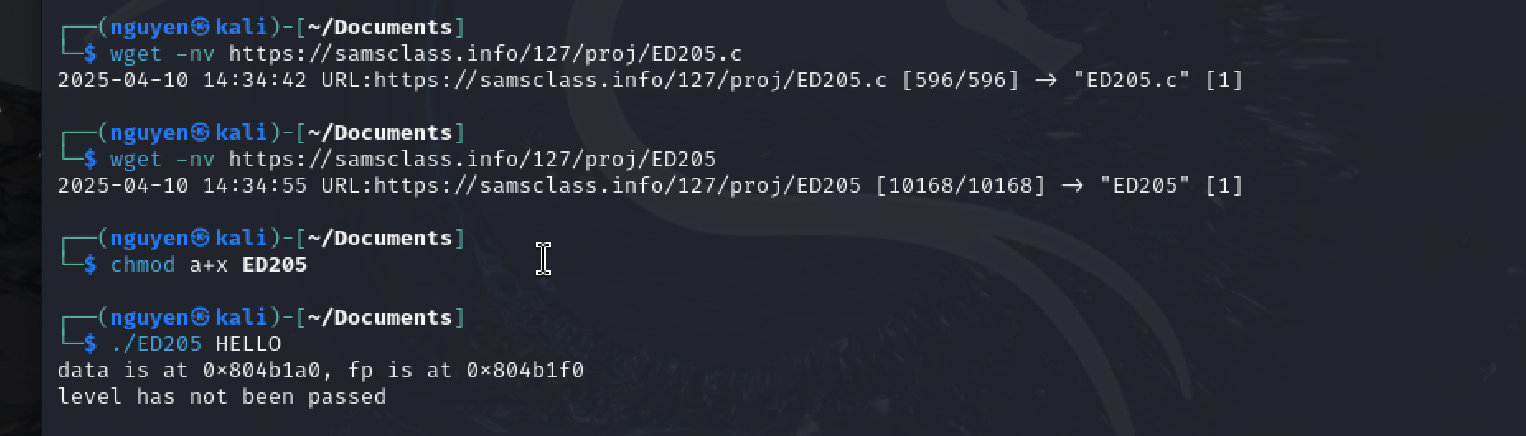 ┌──(nguyen㉿kali)-[~/Documents]
└─$ wget -nv https://samsclass.info/127/proj/ED205.c
2025-04-10 14:34:42 URL:https://samsclass.info/127/proj/ED205.c [596/596] -> "ED205.c" [1]
┌──(nguyen㉿kali)-[~/Documents]
└─$ wget -nv https://samsclass.info/127/proj/ED205
2025-04-10 14:34:55 URL:https://samsclass.info/127/proj/ED205 [10168/10168] -> "ED205" [1]
┌──(nguyen㉿kali)-[~/Documents]
└─$ chmod a+x ED205
┌──(nguyen㉿kali)-[~/Documents]
└─$ ./ED205 HELLO
data is at 0x804b1a0, fp is at 0x804b1f0
level has not been passed